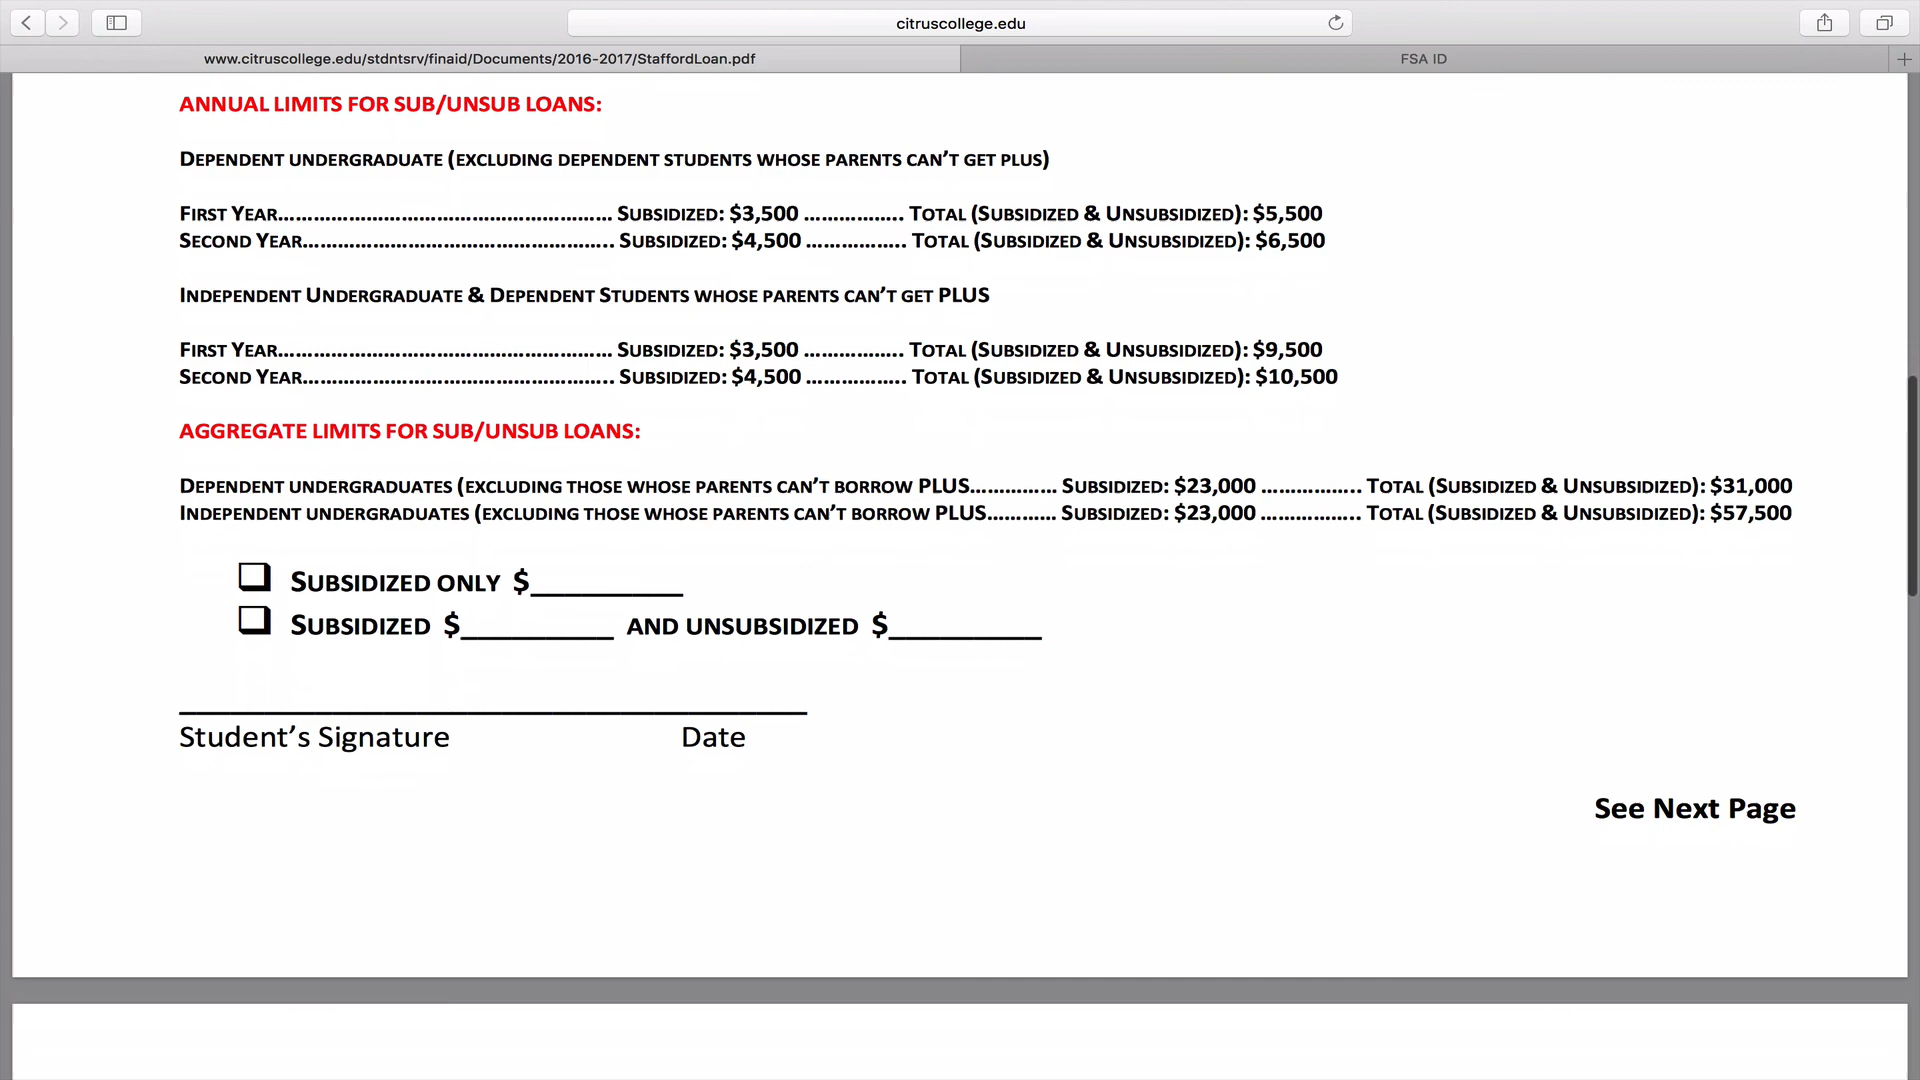 citruscollege.edu
www.citruscollege.edu/stdntsrv/finaid/Documents/2016-2017/StaffordLoan.pdf
FSA ID
ANNUAL LIMITS FOR SUB/UNSUB LOANS:
DEPENDENT UNDERGRADUATE (EXCLUDING DEPENDENT STUDENTS WHOSE PARENTS CAN'T GET PLUS)
FIRST YEAR……………………………………………… SUBSIDIZED: $3,500 …………….. TOTAL (SUBSIDIZED & UNSUBSIDIZED): $5,500
SECOND YEAR…………………………………………….. SUBSIDIZED: $4,500 …………….. TOTAL (SUBSIDIZED & UNSUBSIDIZED): $6,500
INDEPENDENT UNDERGRADUATE & DEPENDENT STUDENTS WHOSE PARENTS CAN'T GET PLUS
FIRST YEAR……………………………………………… SUBSIDIZED: $3,500 …………….. TOTAL (SUBSIDIZED & UNSUBSIDIZED): $9,500
SECOND YEAR…………………………………………….. SUBSIDIZED: $4,500 …………….. TOTAL (SUBSIDIZED & UNSUBSIDIZED): $10,500
AGGREGATE LIMITS FOR SUB/UNSUB LOANS:
DEPENDENT UNDERGRADUATES (EXCLUDING THOSE WHOSE PARENTS CAN'T BORROW PLUS………….. SUBSIDIZED: $23,000 …………….. TOTAL (SUBSIDIZED & UNSUBSIDIZED): $31,000
INDEPENDENT UNDERGRADUATES (EXCLUDING THOSE WHOSE PARENTS CAN'T BORROW PLUS………… SUBSIDIZED: $23,000 …………….. TOTAL (SUBSIDIZED & UNSUBSIDIZED): $57,500
❑ SUBSIDIZED ONLY $_________
❑ SUBSIDIZED $_________ AND UNSUBSIDIZED $_________
Student's Signature Date
See Next Page